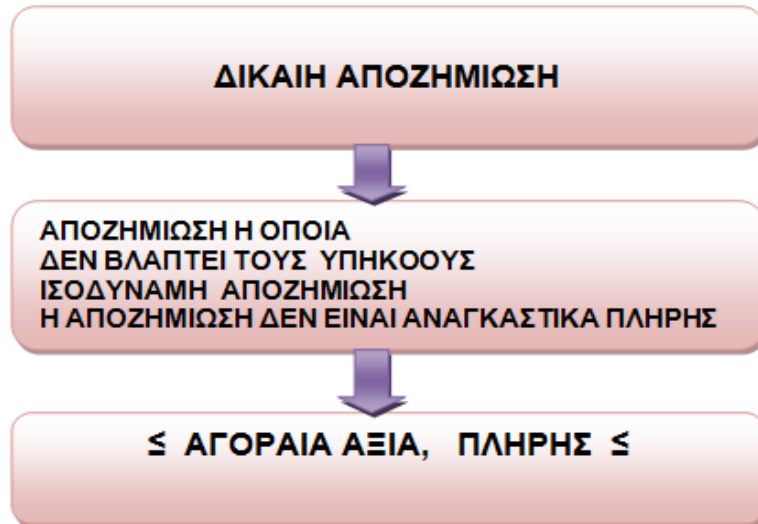 ΔΙΚΑΙΗ ΑΠΟΖΗΜΙΩΣΗ
ΑΠΟΖΗΜΙΩΣΗ Η ΟΠΟΙΑ
ΔΕΝ ΒΛΑΠΤΕΙ ΤΟΥΣ ΥΠΗΚΟΟΥΣ
ΙΣΟΔΥΝΑΜΗ ΑΠΟΖΗΜΙΩΣΗ
Η ΑΠΟΖΗΜΙΩΣΗ ΔΕΝ ΕΙΝΑΙ ΑΝΑΓΚΑΣΤΙΚΑ ΠΛΗΡΗΣ
≤ ΑΓΟΡΑΙΑ ΑΞΙΑ, ΠΛΗΡΗΣ ≤